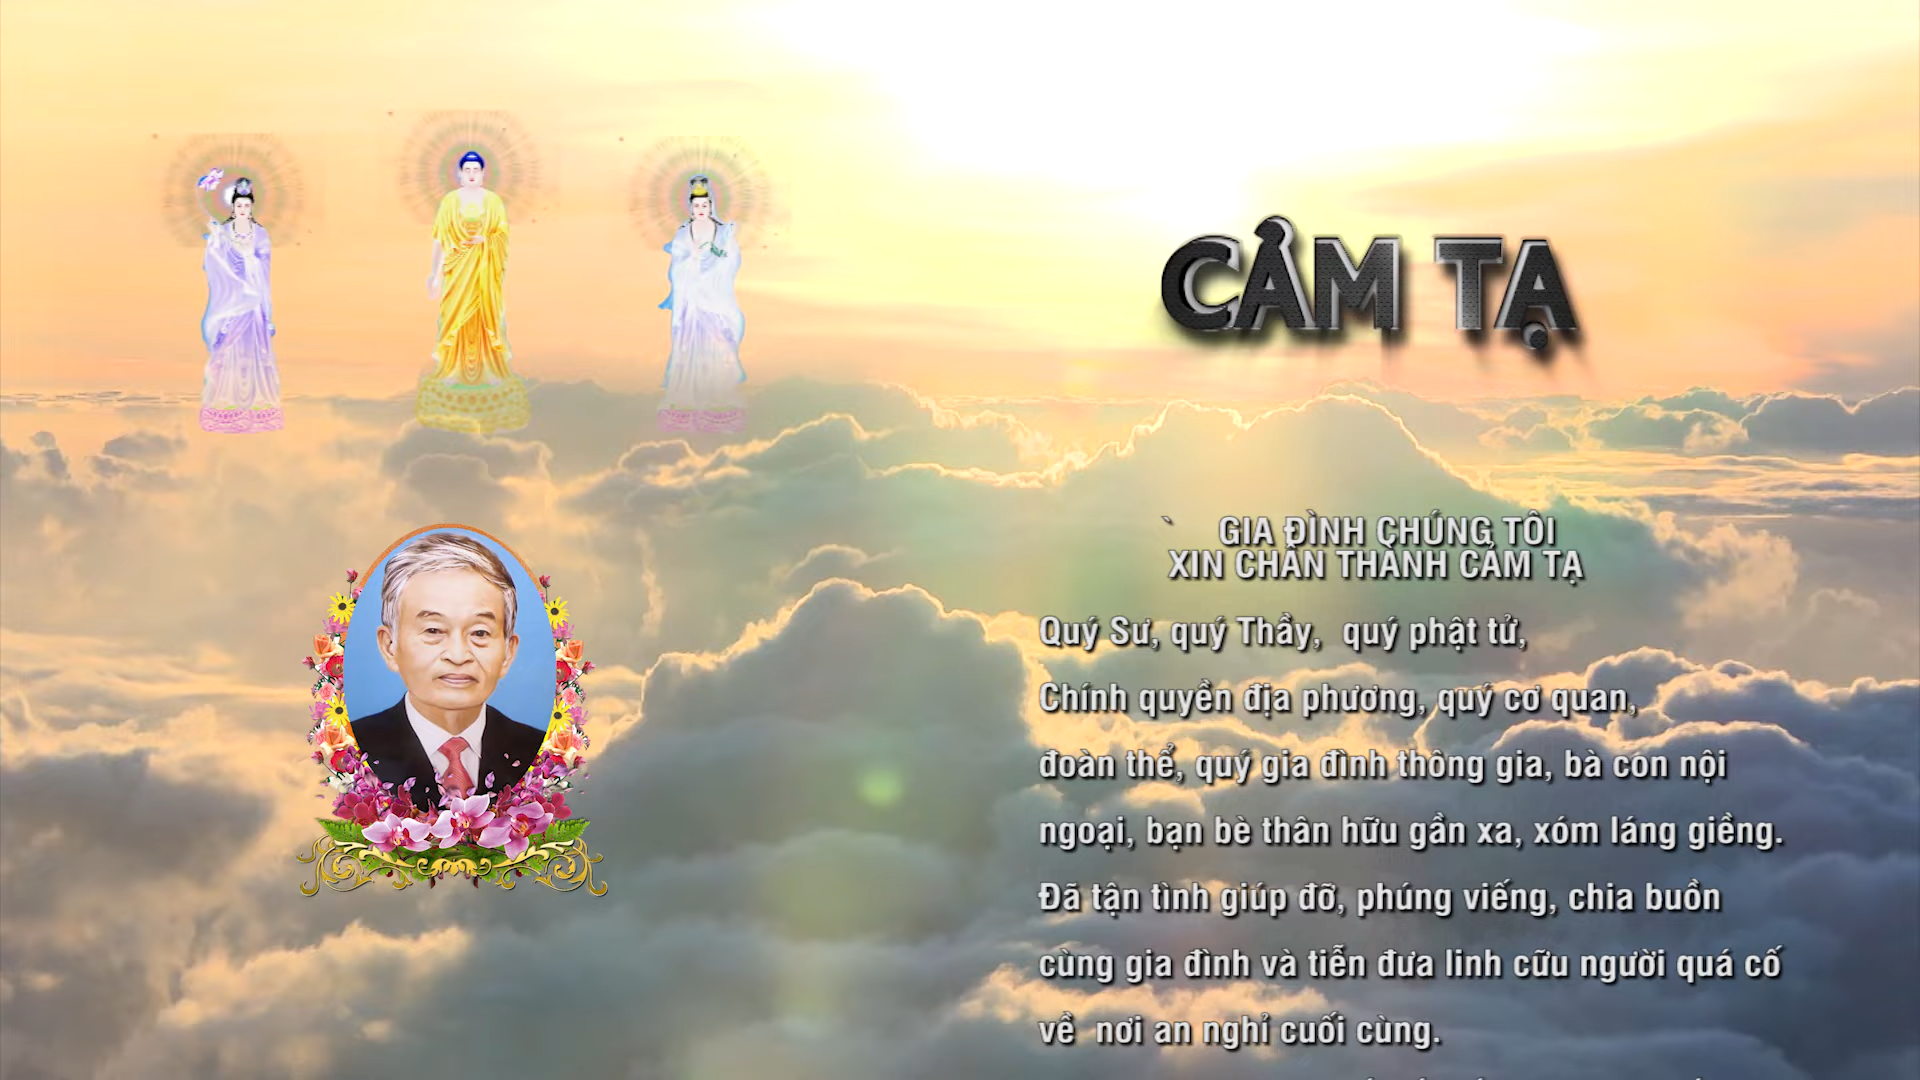 CẢM TẠ
` GIA ĐÌNH CHÚNG TÔI
XIN CHÂN THÀNH CẢM TẠ
Quý Sư, quý Thầy,  quý phật tử,
Chính quyền địa phương, quý cơ quan,
đoàn thể, quý gia đình thông gia, bà con nội
ngoại, bạn bè thân hữu gần xa, xóm láng giềng.
Đã tận tình giúp đỡ, phúng viếng, chia buồn
cùng gia đình và tiễn đưa linh cữu người quá cố
về  nơi an nghỉ cuối cùng.